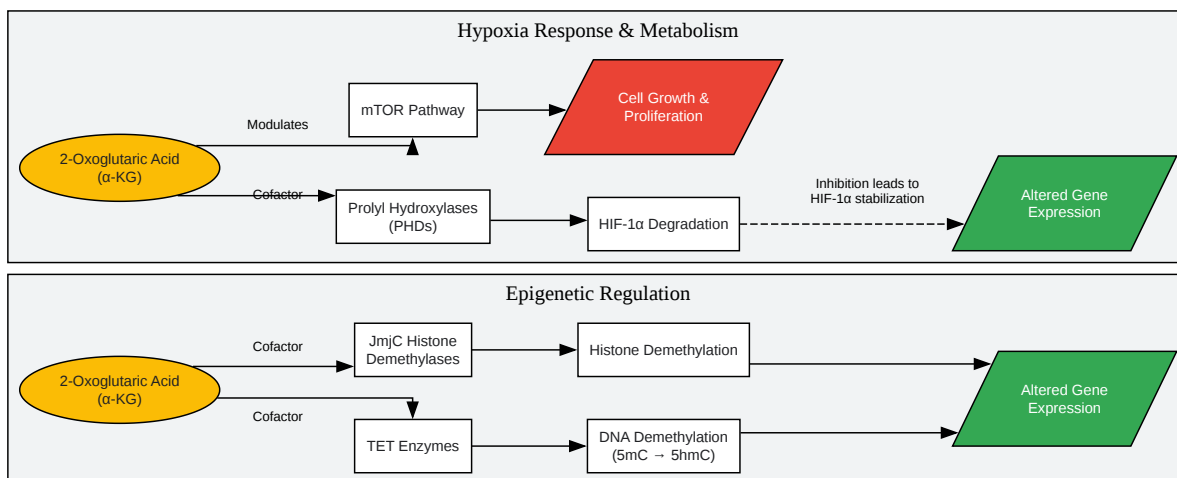 Hypoxia Response & Metabolism
2-Oxoglutaric Acid
(α-KG)
Modulates
mTOR Pathway
Cell Growth &
Proliferation
Cofactor
Prolyl Hydroxylases
(PHDs)
HIF-1α Degradation
Inhibition leads to
HIF-1α stabilization
Altered Gene
Expression
Epigenetic Regulation
2-Oxoglutaric Acid
(α-KG)
Cofactor
JmjC Histone
Demethylases
Histone Demethylation
Altered Gene
Expression
Cofactor
TET Enzymes
DNA Demethylation
(5mC → 5hmC)